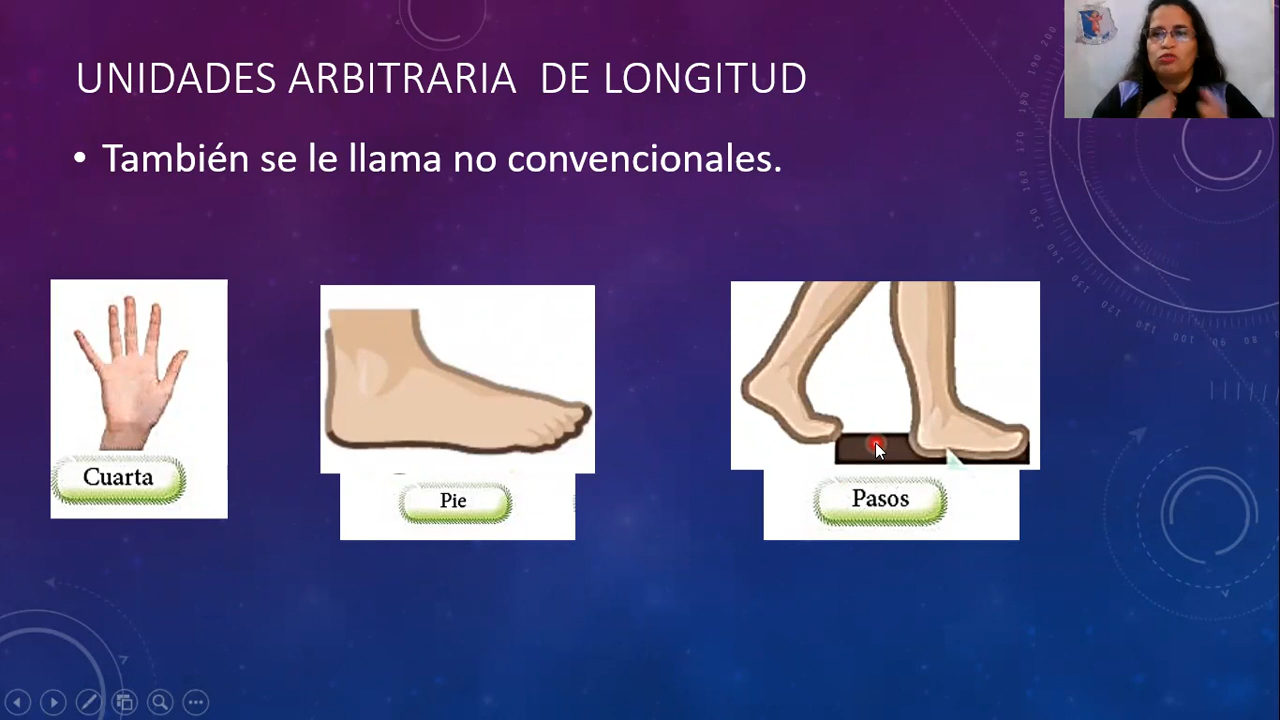 UNIDADES ARBITRARIA DE LONGITUD
• También se le llama no convencionales.
Cuarta
Pie
Pasos